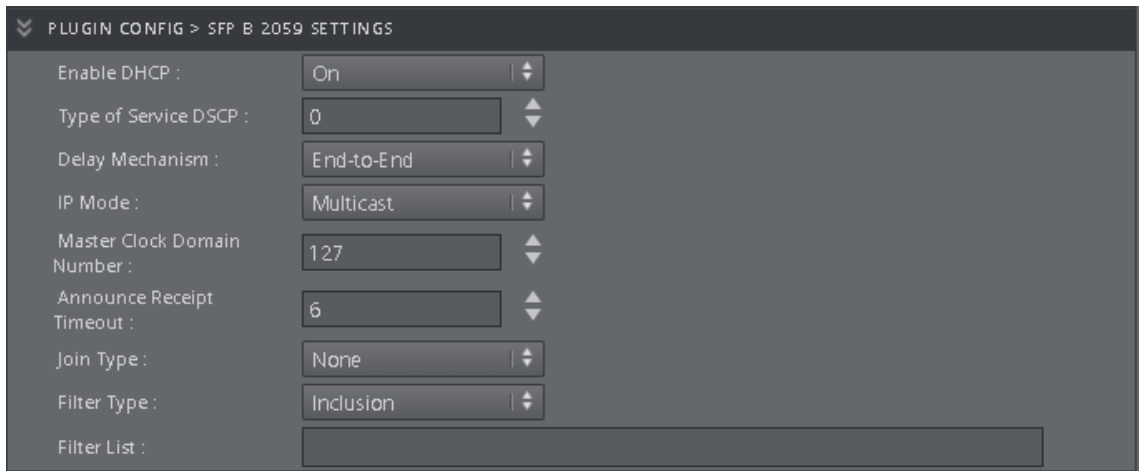 PLUGIN CONFIG > SFP B 2059 SETTINGS
Enable DHCP : On
Type of Service DSCP : 0
Delay Mechanism : End-to-End
IP Mode : Multicast
Master Clock Domain
Number : 127
Announce Receipt
Timeout : 6
Join Type : None
Filter Type : Inclusion
Filter List :